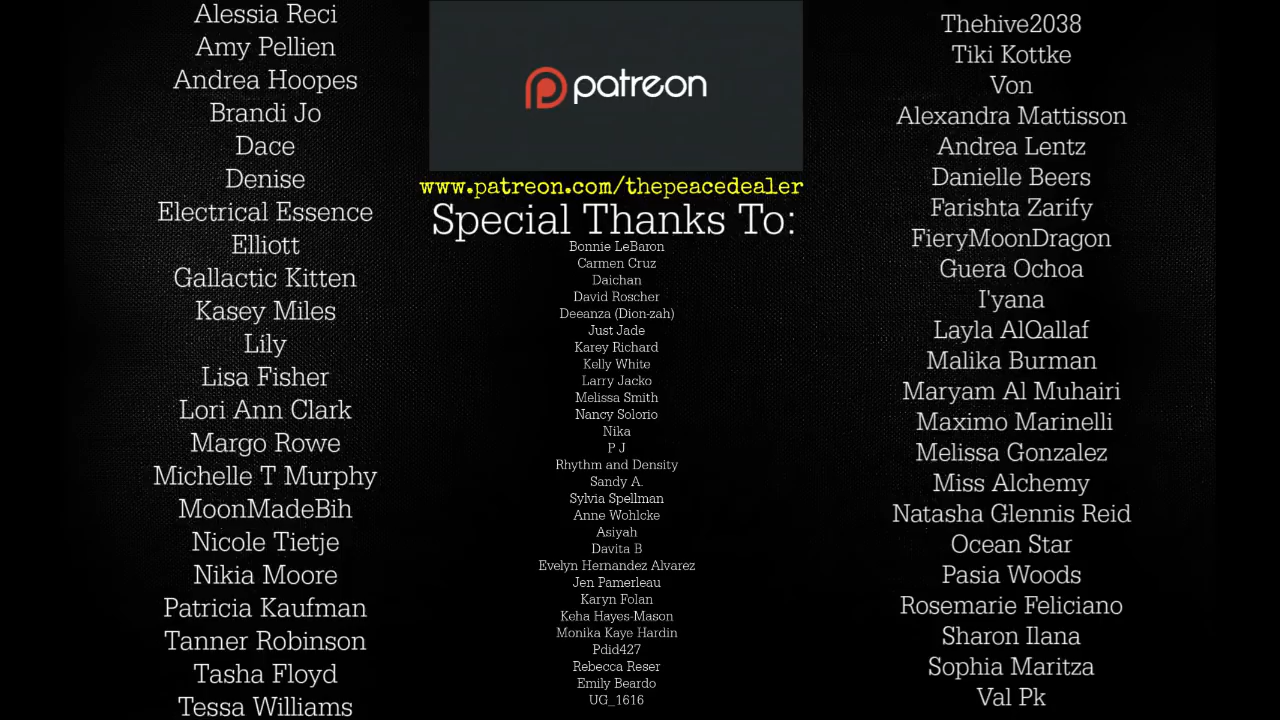 Alessia Reci
Amy Pellien
Andrea Hoopes
Brandi Jo
Dace
Denise
Electrical Essence
Elliott
Gallactic Kitten
Kasey Miles
Lily
Lisa Fisher
Lori Ann Clark
Margo Rowe
Michelle T Murphy
MoonMadeBih
Nicole Tietje
Nikia Moore
Patricia Kaufman
Tanner Robinson
Tasha Floyd
Tessa Williams
patreon
www.patreon.com/thepeacedealer
Special Thanks To:
Bonnie LeBaron
Carmen Cruz
Daichan
David Roscher
Deeanza (Dion-zah)
Just Jade
Karey Richard
Kelly White
Larry Jacko
Melissa Smith
Nancy Solorio
Nika
P J
Rhythm and Density
Sandy A.
Sylvia Spellman
Anne Wohlcke
Asiyah
Davita B
Evelyn Hernandez Alvarez
Jen Pamerleau
Karyn Folan
Keha Hayes-Mason
Monika Kaye Hardin
Pdid427
Rebecca Reser
Emily Beardo
UG_1616
Thehive2038
Tiki Kottke
Von
Alexandra Mattisson
Andrea Lentz
Danielle Beers
Farishta Zarify
FieryMoonDragon
Guera Ochoa
I'yana
Layla AlQallaf
Malika Burman
Maryam Al Muhairi
Maximo Marinelli
Melissa Gonzalez
Miss Alchemy
Natasha Glennis Reid
Ocean Star
Pasia Woods
Rosemarie Feliciano
Sharon Ilana
Sophia Maritza
Val Pk